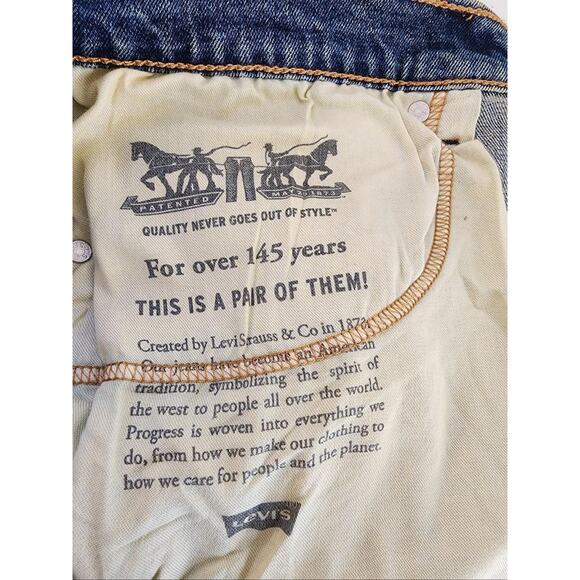 PATENTED MAY 20 1873
QUALITY NEVER GOES OUT OF STYLE™
For over 145 years
THIS IS A PAIR OF THEM!
Created by Levi Strauss & Co in 1873.
Our jeans have become an American
tradition, symbolizing the spirit of
the west to people all over the world.
Progress is woven into everything we
do, from how we make our clothing to
how we care for people and the planet.
Levi's